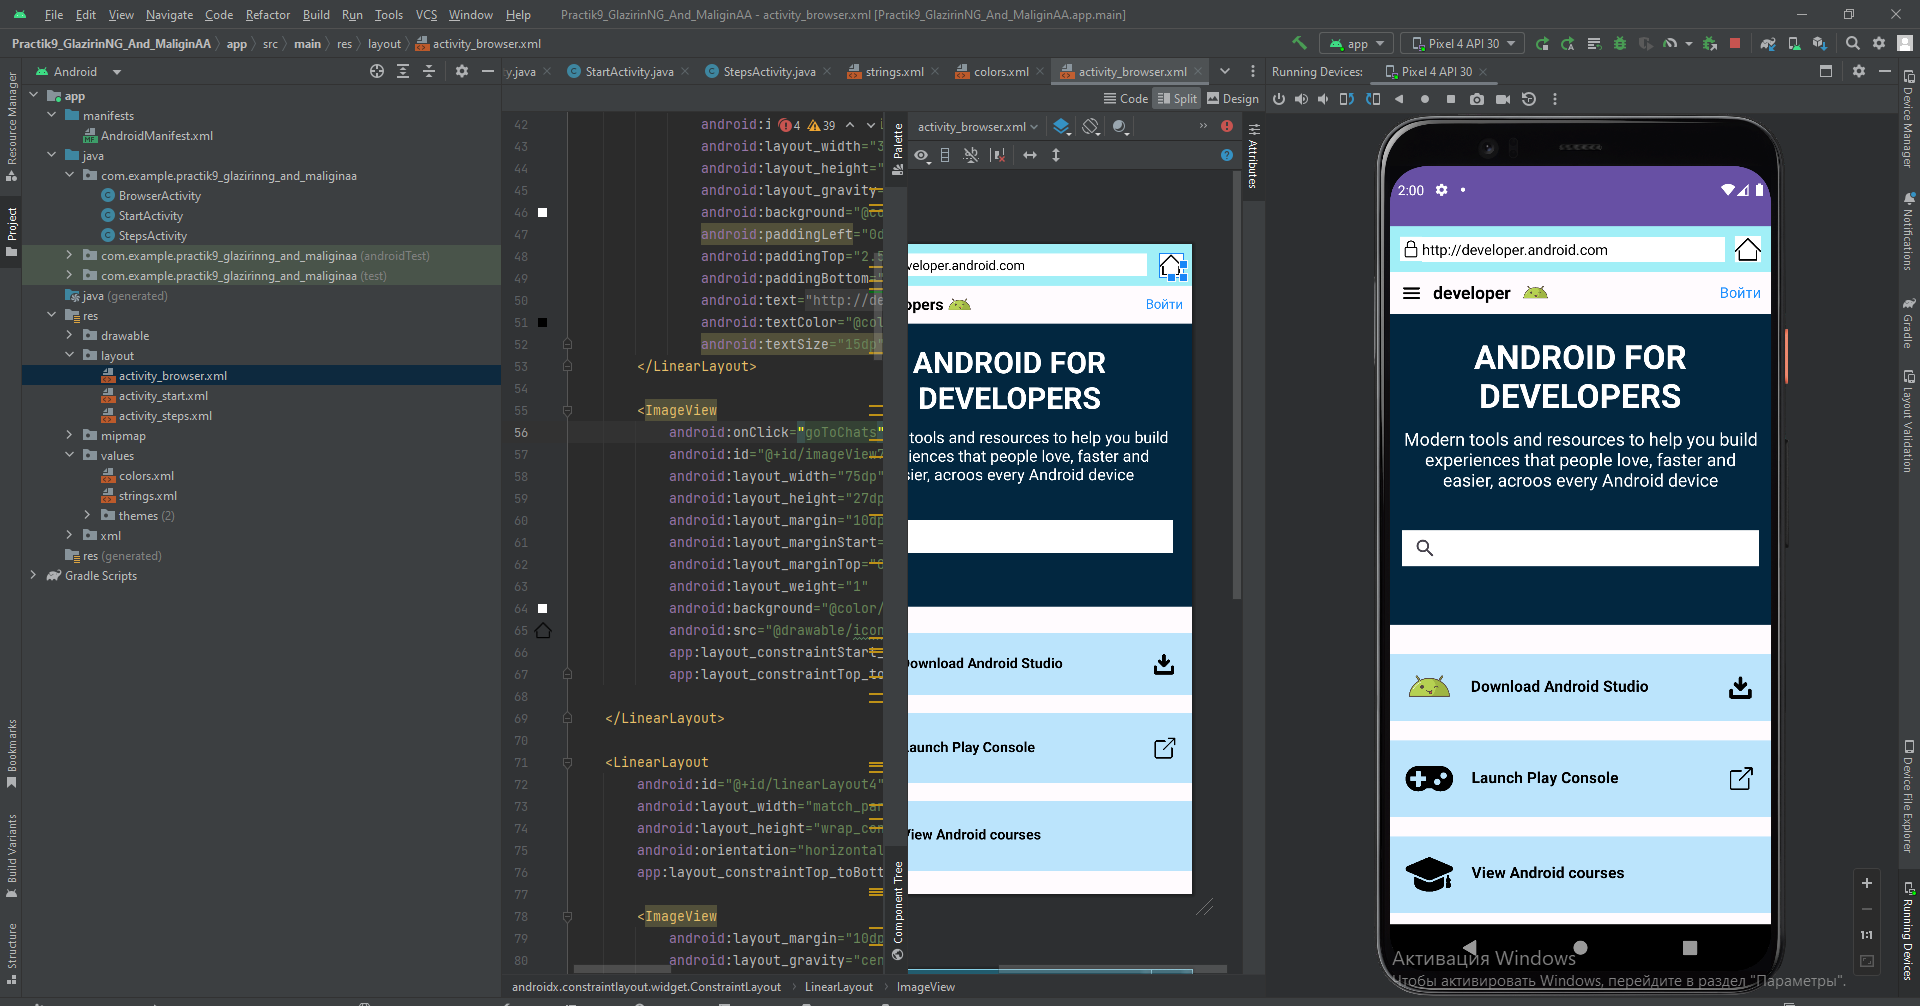 File Edit View Navigate Code Refactor Build Run Tools VCS Window Help Practik9_GlazirinNG_And_MaliginAA - activity_browser.xml [Practik9_GlazirinNG_And_MaliginAA.app.main]
Practik9_GlazirinNG_And_MaliginAA app src main res layout activity_browser.xml
app Pixel 4 API 30
Android
y.java StartActivity.java StepsActivity.java strings.xml colors.xml activity_browser.xml
Running Devices: Pixel 4 API 30
Code Split Design
Resource Manager
Project
Bookmarks
Build Variants
Structure
app
manifests
AndroidManifest.xml
java
com.example.practik9_glazirinng_and_maliginaa
BrowserActivity
StartActivity
StepsActivity
com.example.practik9_glazirinng_and_maliginaa (androidTest)
com.example.practik9_glazirinng_and_maliginaa (test)
java (generated)
res
drawable
layout
activity_browser.xml
activity_start.xml
activity_steps.xml
mipmap
values
colors.xml
strings.xml
themes (2)
xml
res (generated)
Gradle Scripts
4 39
42 android:i
43 android:layout_width="3
44 android:layout_height="
45 android:layout_gravity=
46 android:background="@co
47 android:paddingLeft="0d
48 android:paddingTop="2.5
49 android:paddingBottom="
50 android:text="http://de
51 android:textColor="@col
52 android:textSize="15dp"
53 </LinearLayout>
54
55 <ImageView
56 android:onClick="goToChats"
57 android:id="@+id/imageView7
58 android:layout_width="75dp"
59 android:layout_height="27dp
60 android:layout_margin="10dp
61 android:layout_marginStart=
62 android:layout_marginTop="0
63 android:layout_weight="1"
64 android:background="@color/
65 android:src="@drawable/icon
66 app:layout_constraintStart_
67 app:layout_constraintTop_to
68
69 </LinearLayout>
70
71 <LinearLayout
72 android:id="@+id/linearLayout4"
73 android:layout_width="match_par
74 android:layout_height="wrap_con
75 android:orientation="horizontal
76 app:layout_constraintTop_toBott
77
78 <ImageView
79 android:layout_margin="10dp
80 android:layout_gravity="cen
androidx.constraintlayout.widget.ConstraintLayout LinearLayout ImageView
Palette
Component Tree
activity_browser.xml
Attributes
veloper.android.com
opers
Войти
ANDROID FOR
DEVELOPERS
tools and resources to help you build
iences that people love, faster and
sier, acroos every Android device
ownload Android Studio
aunch Play Console
View Android courses
2:00
http://developer.android.com
developer
Войти
ANDROID FOR
DEVELOPERS
Modern tools and resources to help you build
experiences that people love, faster and
easier, acroos every Android device
Download Android Studio
Launch Play Console
View Android courses
1:1
Активация Windows
Чтобы активировать Windows, перейдите в раздел "Параметры".
Device Manager
Notifications
Gradle
Layout Validation
Device File Explorer
Running Devices